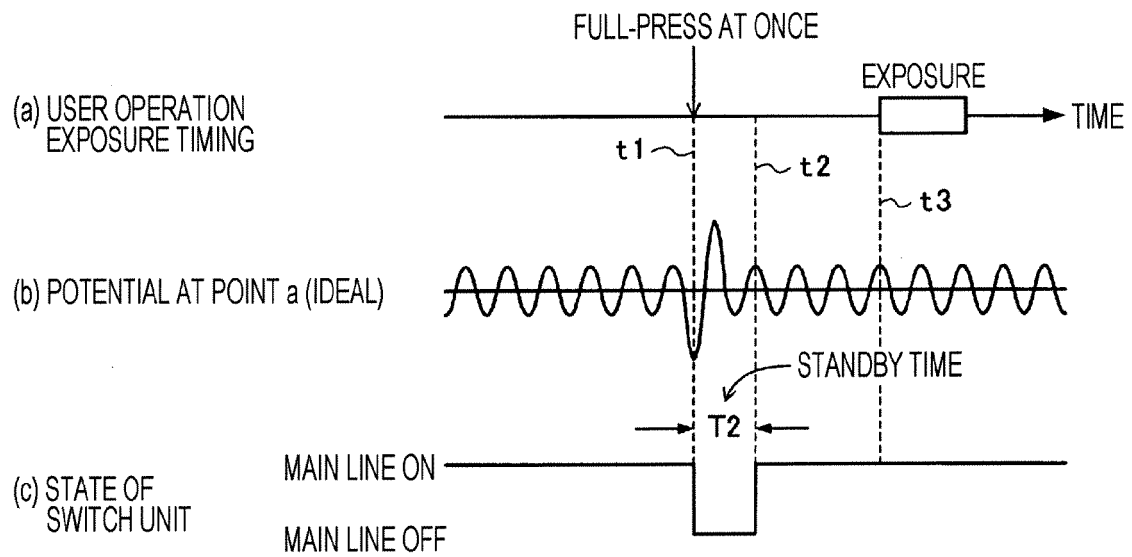 FULL-PRESS AT ONCE
EXPOSURE
(a) USER OPERATION
EXPOSURE TIMING
TIME
t1
t2
t3
(b) POTENTIAL AT POINT a (IDEAL)
STANDBY TIME
T2
MAIN LINE ON
(c) STATE OF
SWITCH UNIT
MAIN LINE OFF